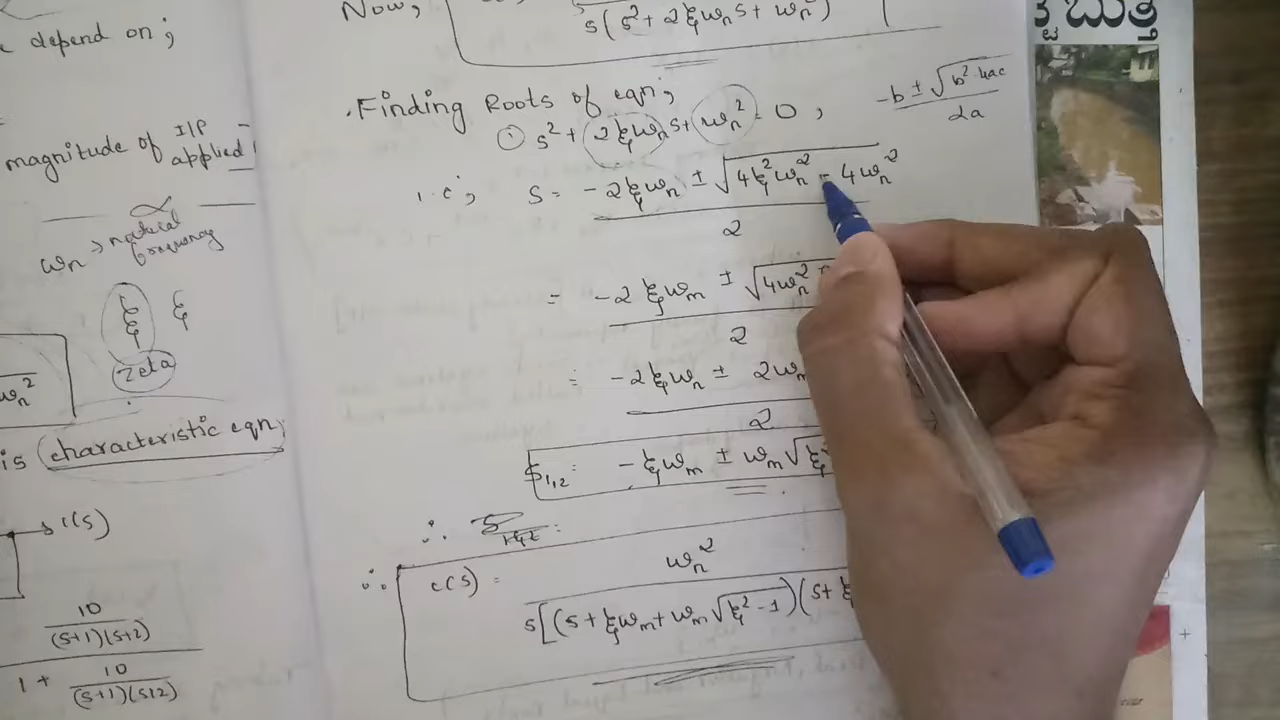 e depend on;
magnitude of I/P applied
ωn → natural frequency
ξ ξ
ξ
zeta
ωn²
is characteristic eqn;
c(s)
10
(s+1)(s+2)
1 + 10
(s+1)(s+2)
Now,
s(s² + 2ξωn s + ωn²)
.Finding Roots of eqn;
① s² + 2ξωn s + ωn² = 0 ,
-b ± √b²-4ac
2a
i.e; s = -2ξωn ± √4ξ²ωn² - 4ωn²
2
= -2ξωn ± √4ωn²
2
= -2ξωn ± 2ωn
2
S1,2 = -ξωn ± ωn√ξ²
∴
∴ c(s) = ωn²
s[(s + ξωn + ωn√ξ²-1)(s + ξ
ಬುತ್ತಿ